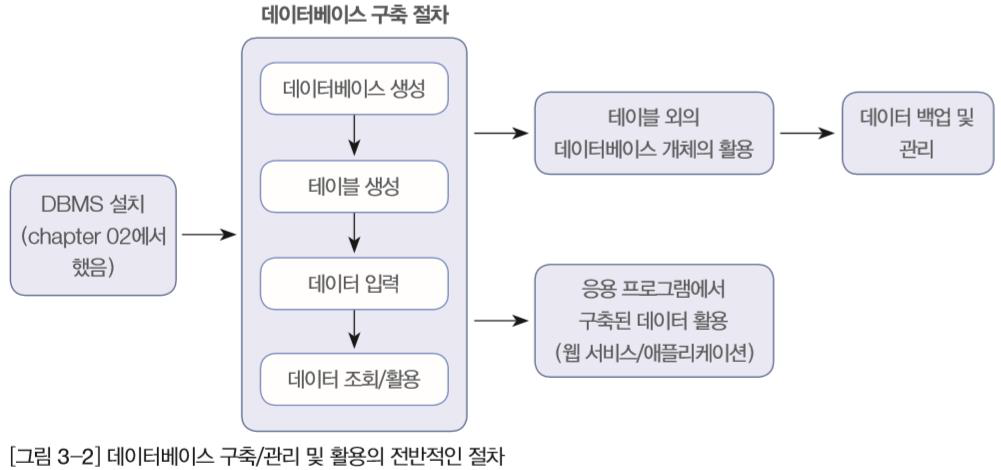 데이터베이스 구축 절차
DBMS 설치
(chapter 02에서
했음)
데이터베이스 생성
테이블 생성
데이터 입력
데이터 조회/활용
테이블 외의
데이터베이스 개체의 활용
데이터 백업 및
관리
응용 프로그램에서
구축된 데이터 활용
(웹 서비스/애플리케이션)
[그림 3-2] 데이터베이스 구축/관리 및 활용의 전반적인 절차